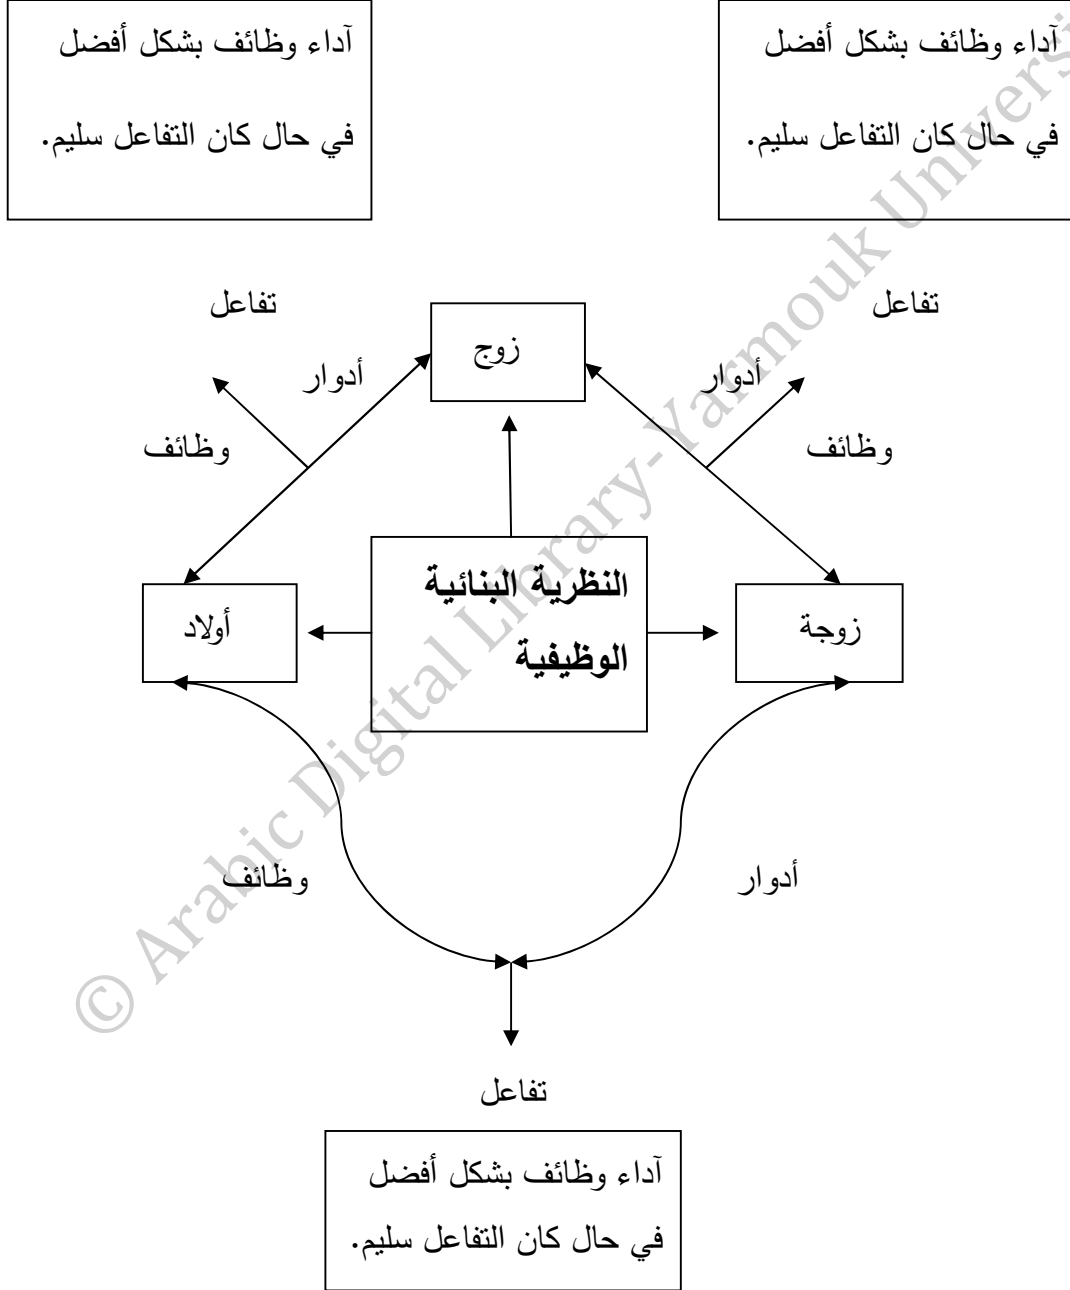 آداء وظائف بشكل أفضل
في حال كان التفاعل سليم.
آداء وظائف بشكل أفضل
في حال كان التفاعل سليم.
تفاعل
تفاعل
زوج
أدوار
أدوار
وظائف
وظائف
النظرية البنائية
الوظيفية
زوجة
أولاد
أدوار
وظائف
تفاعل
آداء وظائف بشكل أفضل
في حال كان التفاعل سليم.
© Arabic Digital Library-Yarmouk Universi